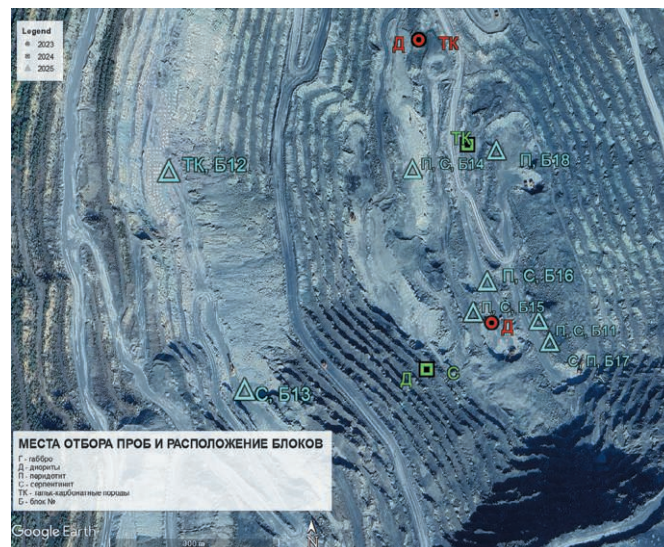 Legend
2023
2024
2025
Д ТК
ТК
ТК, Б12
П, С, Б14
П, Б18
П, С, Б16
П, С, Б15
Д
П, С, Б11
С, П, Б17
Д С
С, Б13
МЕСТА ОТБОРА ПРОБ И РАСПОЛОЖЕНИЕ БЛОКОВ
Г - габбро
Д - диориты
П - перидотит
С - серпентинит
ТК - тальк-карбонатные породы
Б - блок №
Google Earth
N